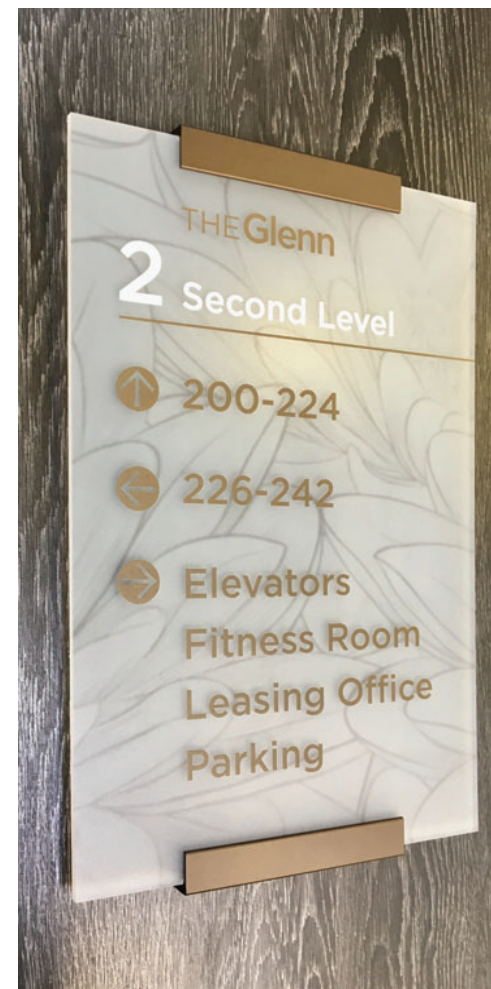 THEGlenn
2 Second Level
↑ 200-224
← 226-242
→ Elevators
Fitness Room
Leasing Office
Parking